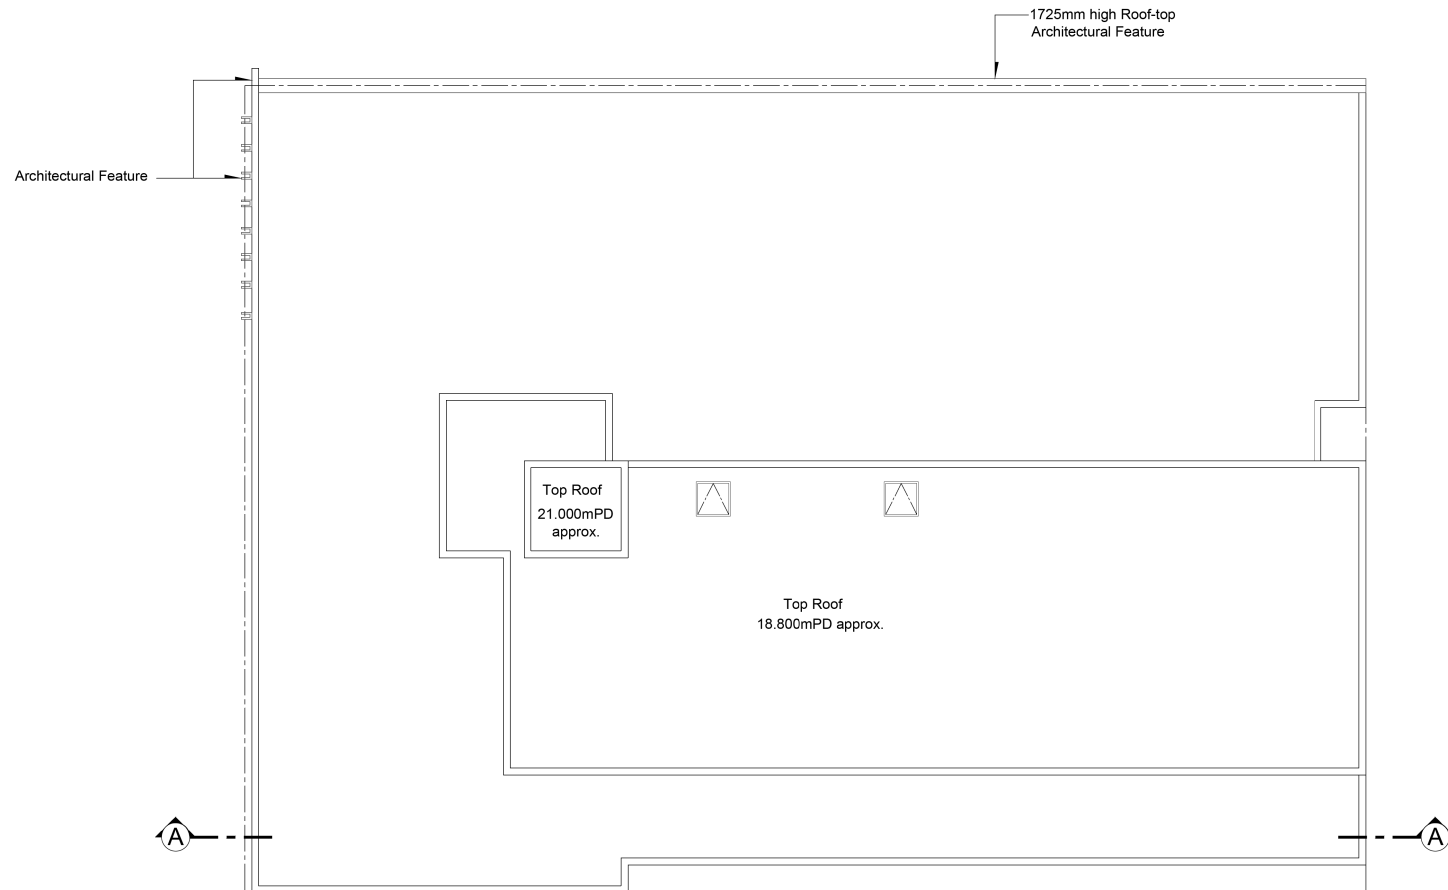 1725mm high Roof-top
Architectural Feature
Architectural Feature
Top Roof
21.000mPD
approx.
Top Roof
18.800mPD approx.
A
A